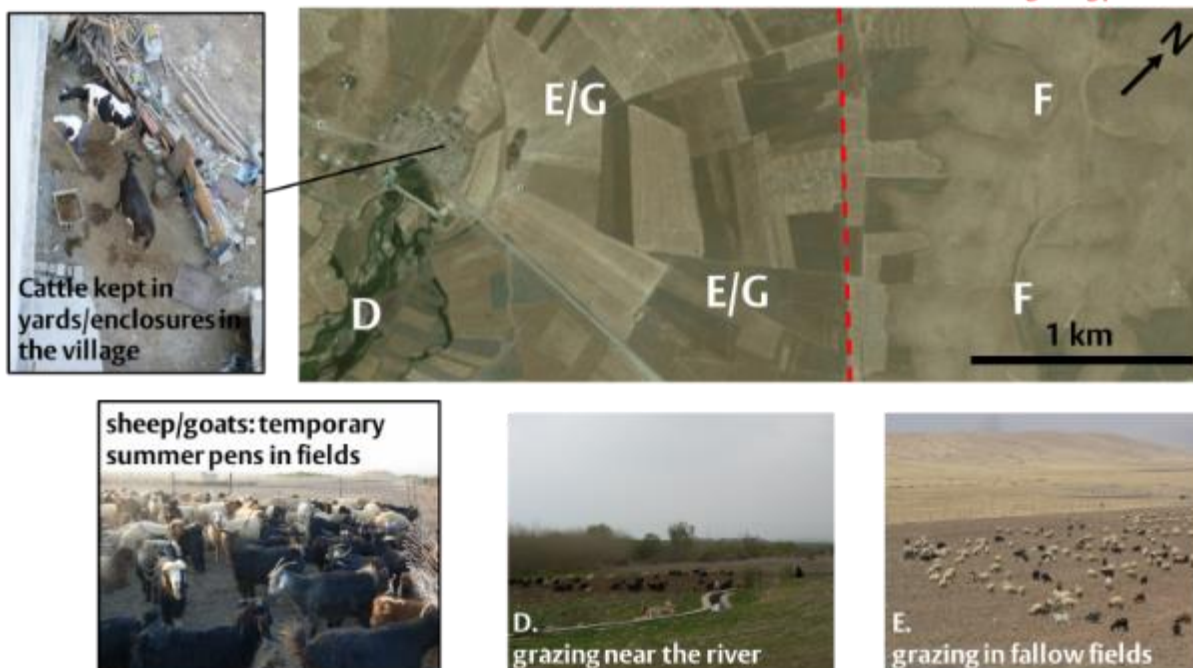 N
E/G
F
Cattle kept in
yards/enclosures in
the village
D
E/G
F
1 km
sheep/goats: temporary
summer pens in fields
D.
grazing near the river
E.
grazing in fallow fields